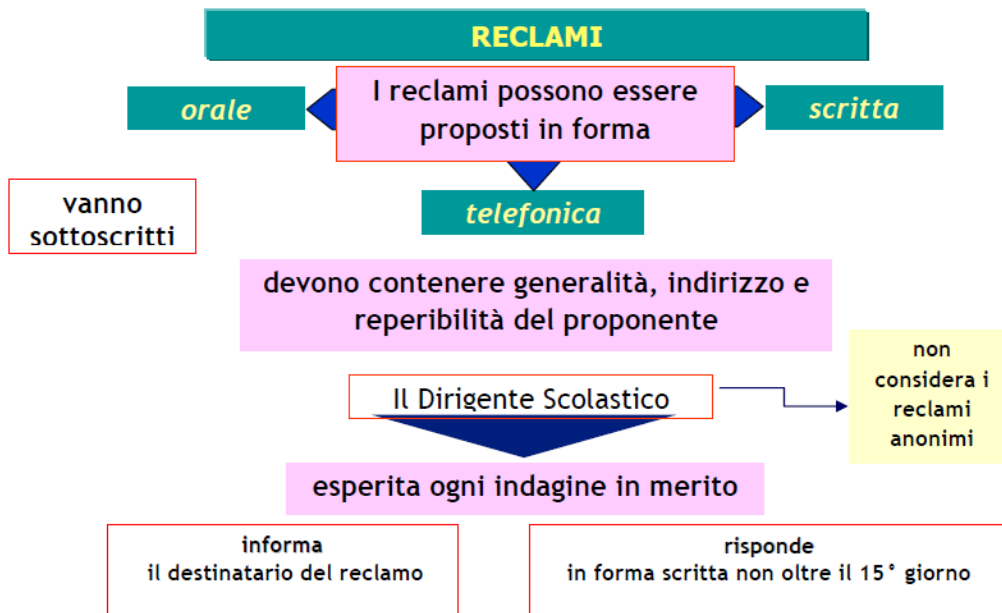 RECLAMI
I reclami possono essere
proposti in forma
orale
scritta
telefonica
vanno
sottoscritti
devono contenere generalità, indirizzo e
reperibilità del proponente
Il Dirigente Scolastico
non
considera i
reclami
anonimi
esperita ogni indagine in merito
informa
il destinatario del reclamo
risponde
in forma scritta non oltre il 15° giorno